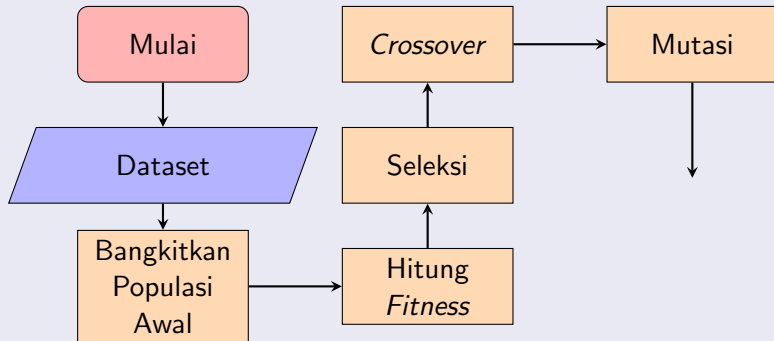 Mulai
Dataset
Bangkitkan
Populasi
Awal
Hitung
Fitness
Seleksi
Crossover
Mutasi